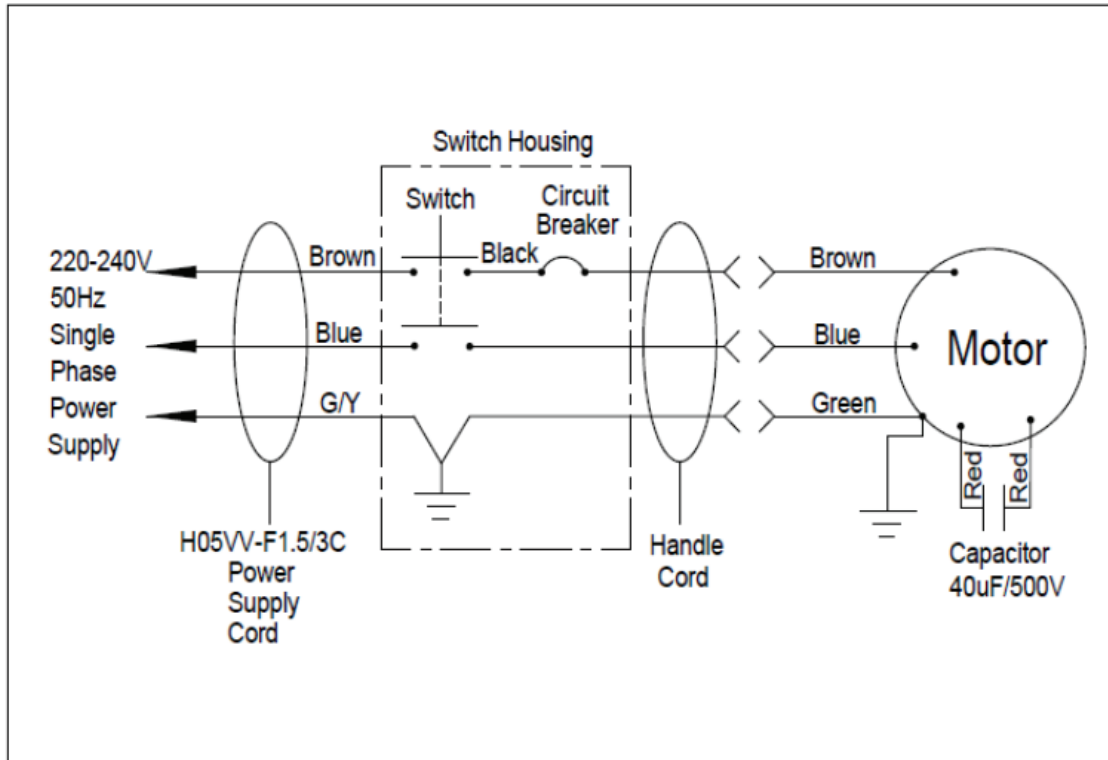 Switch Housing
Switch
Circuit
Breaker
220-240V
50Hz
Single
Phase
Power
Supply
Brown
Black
Brown
Blue
Blue
G/Y
Green
Motor
Red
Red
H05VV-F1.5/3C
Power
Supply
Cord
Handle
Cord
Capacitor
40uF/500V